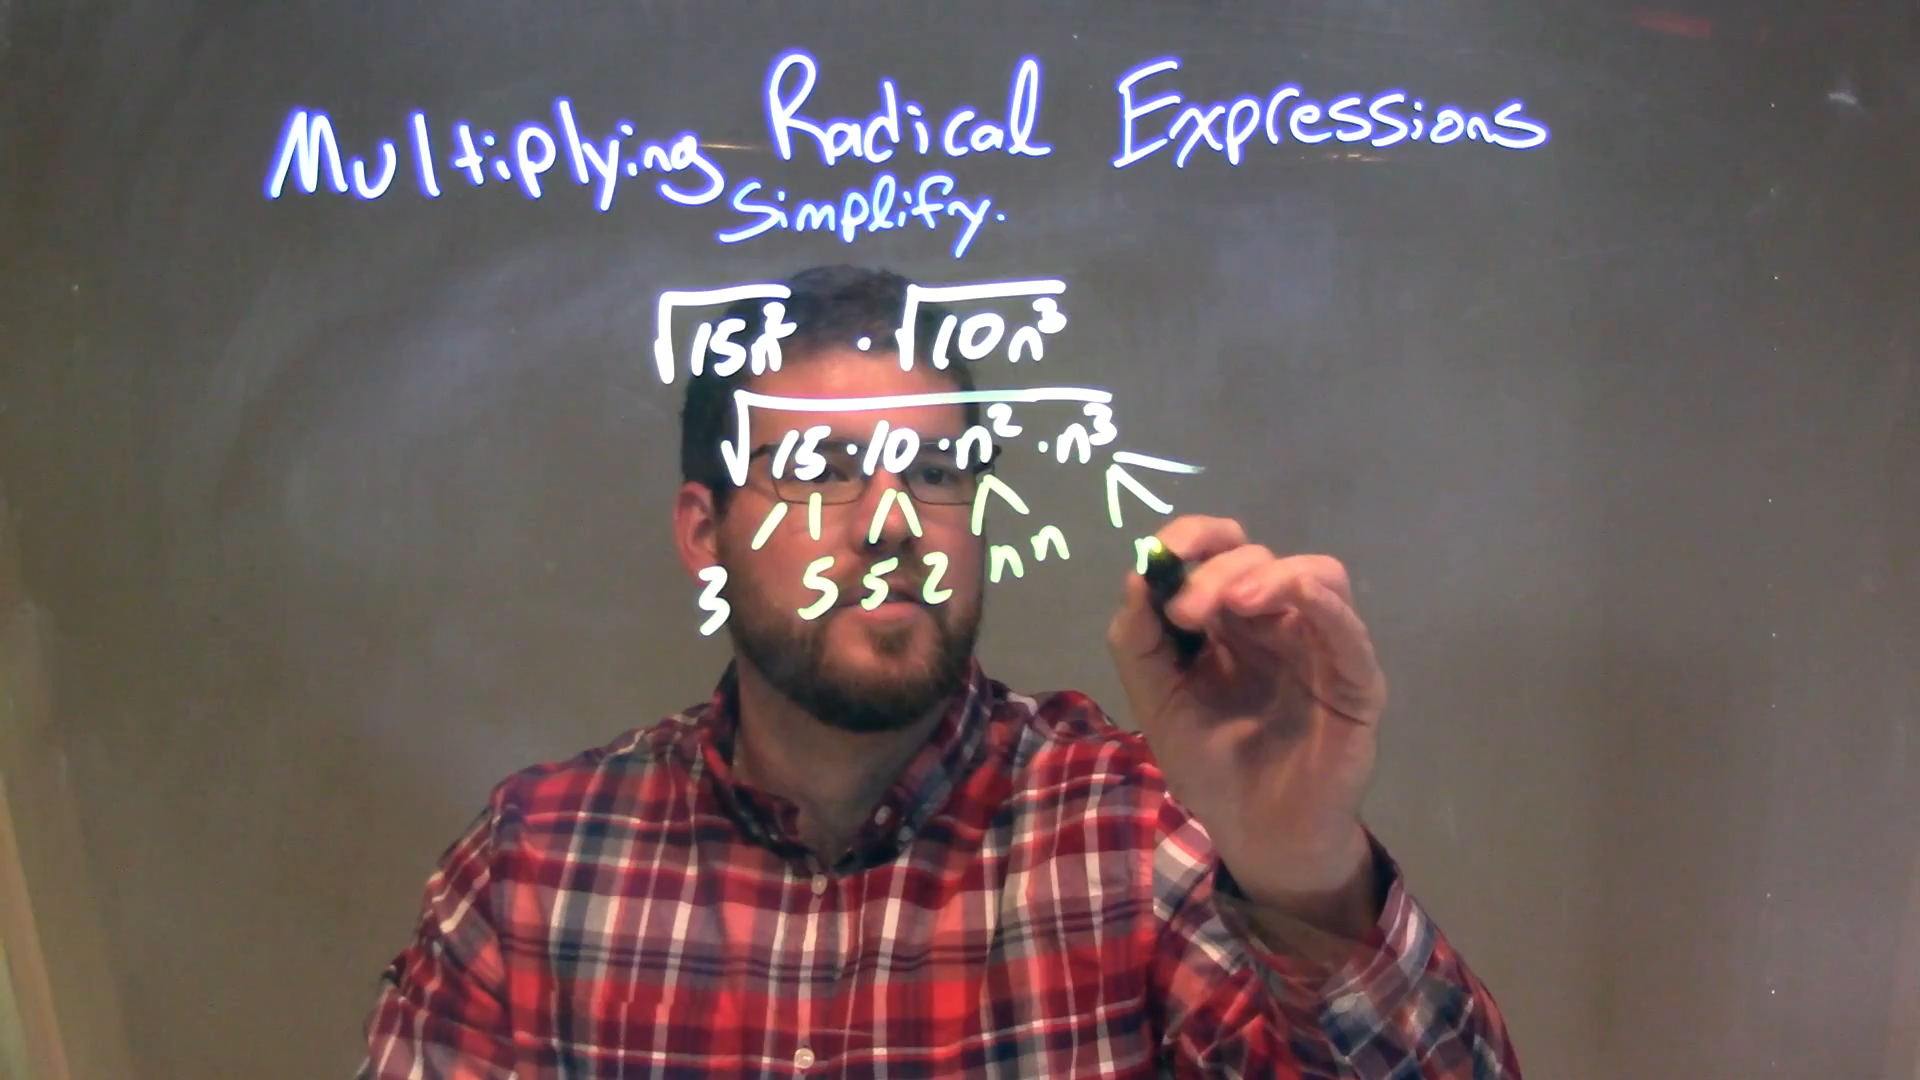 Multiplying Radical Expressions
Simplify.
√15n² · √10n³
√15·10·n²·n³
3 5 5 2 n n n